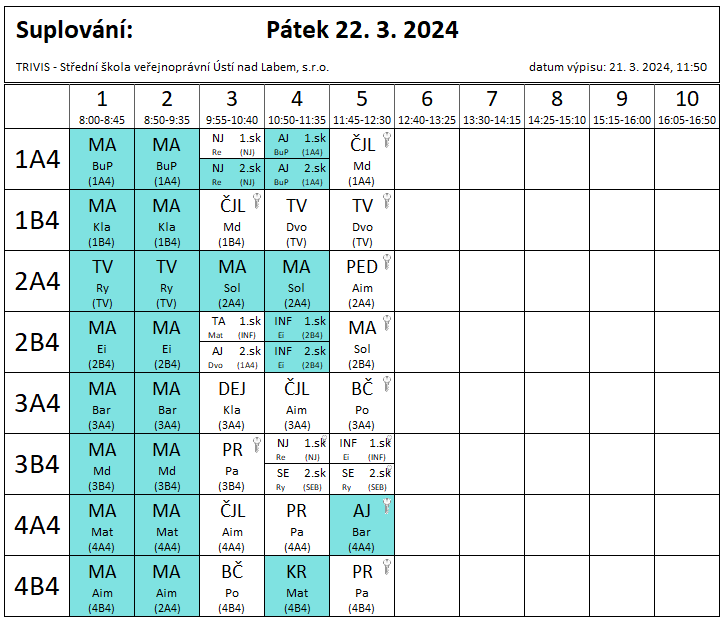 Suplování: Pátek 22. 3. 2024
TRIVIS - Střední škola veřejnoprávní Ústí nad Labem, s.r.o. datum výpisu: 21. 3. 2024, 11:50
1 2 3 4 5 6 7 8 9 10
8:00-8:45 8:50-9:35 9:55-10:40 10:50-11:35 11:45-12:30 12:40-13:25 13:30-14:15 14:25-15:10 15:15-16:00 16:05-16:50
1A4
MA MA NJ 1.sk AJ 1.sk ČJL
Re (NJ) BuP (1A4)
BuP BuP NJ 2.sk AJ 2.sk Md
(1A4) (1A4) Re (NJ) BuP (1A4) (1A4)
1B4
MA MA ČJL TV TV
Kla Kla Md Dvo Dvo
(1B4) (1B4) (1B4) (TV) (TV)
2A4
TV TV MA MA PED
Ry Ry Sol Sol Aim
(TV) (TV) (2A4) (2A4) (2A4)
2B4
MA MA TA 1.sk INF 1.sk MA
Mat (INF) Ei (2B4)
Ei Ei AJ 2.sk INF 2.sk Sol
(2B4) (2B4) Dvo (1A4) Ei (2B4) (2B4)
3A4
MA MA DEJ ČJL BČ
Bar Bar Kla Aim Po
(3A4) (3A4) (3A4) (3A4) (3A4)
3B4
MA MA PR NJ 1.sk INF 1.sk
Re (NJ) Ei (INF)
Md Md Pa SE 2.sk SE 2.sk
(3B4) (3B4) (3B4) Ry (SEB) Ry (SEB)
4A4
MA MA ČJL PR AJ
Mat Mat Aim Pa Bar
(4A4) (4A4) (4A4) (4A4) (4A4)
4B4
MA MA BČ KR PR
Aim Aim Po Mat Pa
(4B4) (2A4) (4B4) (4B4) (4B4)